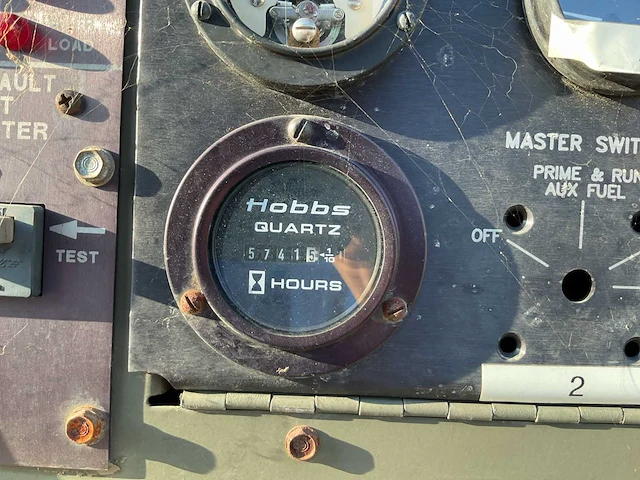 LOAD
AULT
T
TER
TEST
Hobbs
QUARTZ
57415 1/10
HOURS
MASTER SWIT
PRIME & RUN
AUX FUEL
OFF
2